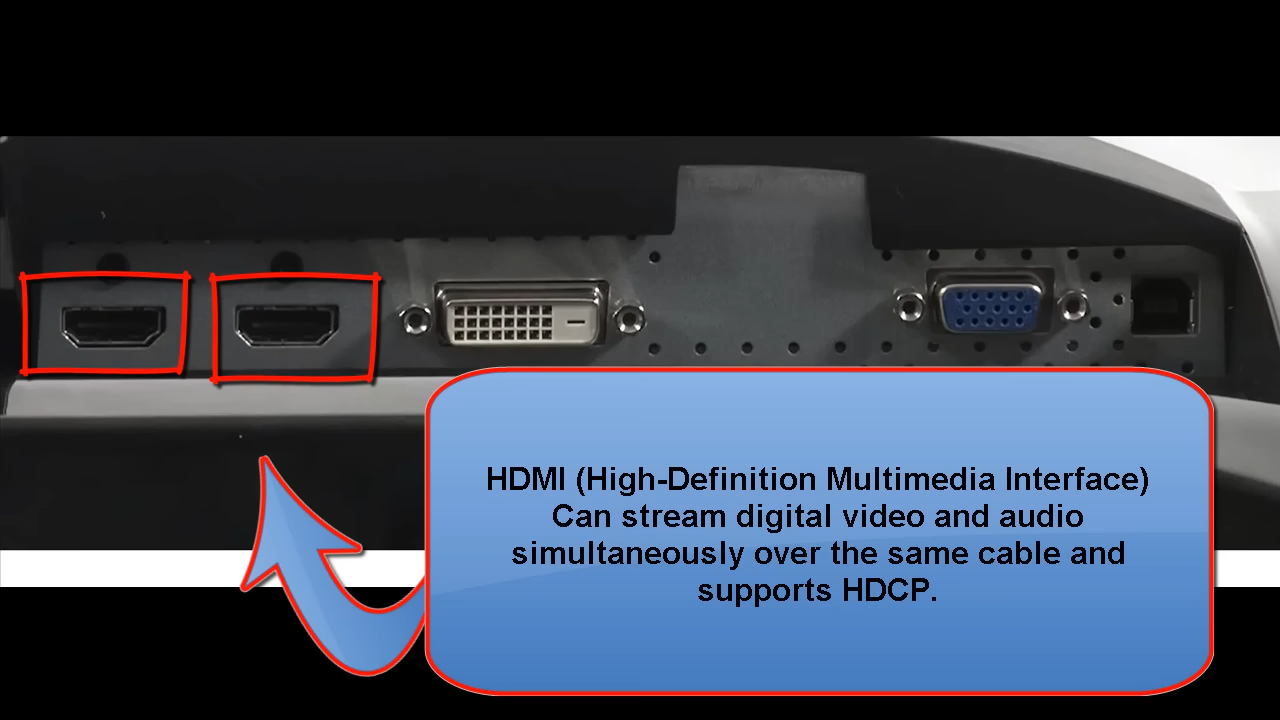 HDMI (High-Definition Multimedia Interface)
Can stream digital video and audio
simultaneously over the same cable and
supports HDCP.